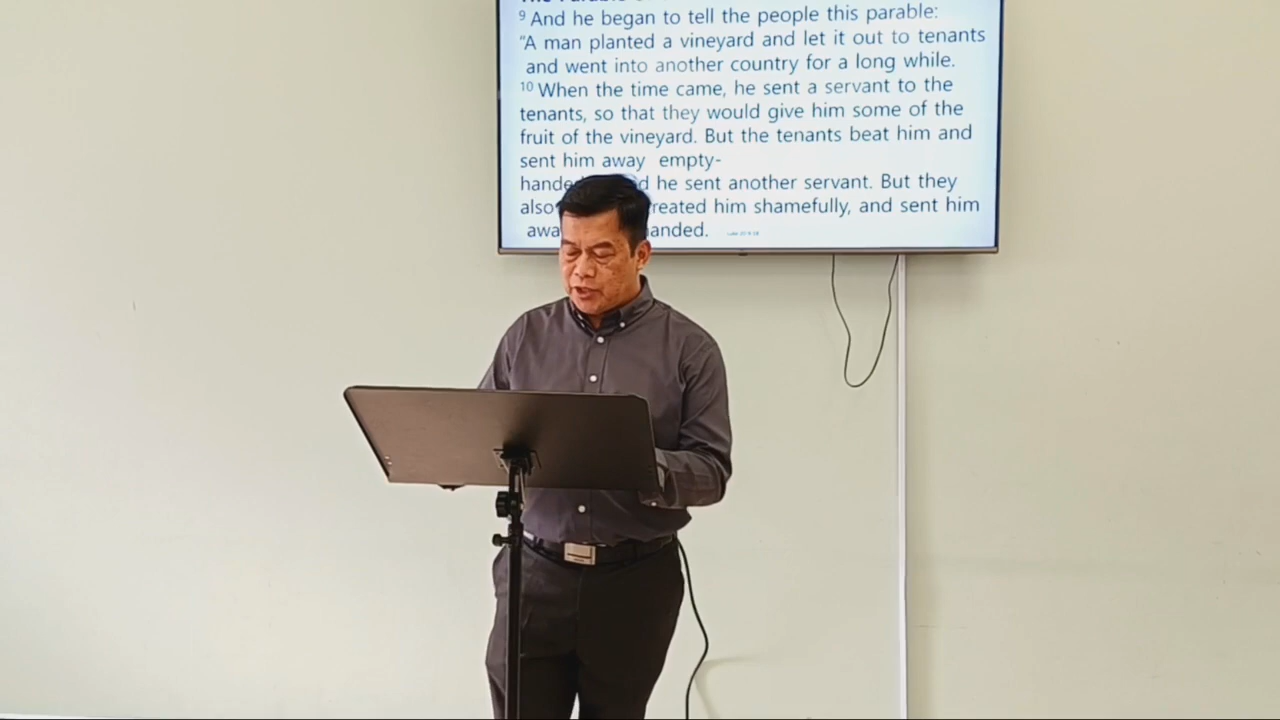 9 And he began to tell the people this parable:
“A man planted a vineyard and let it out to tenants
and went into another country for a long while.
10 When the time came, he sent a servant to the
tenants, so that they would give him some of the
fruit of the vineyard. But the tenants beat him and
sent him away empty-
he sent another servant. But they
also him shamefully, and sent him